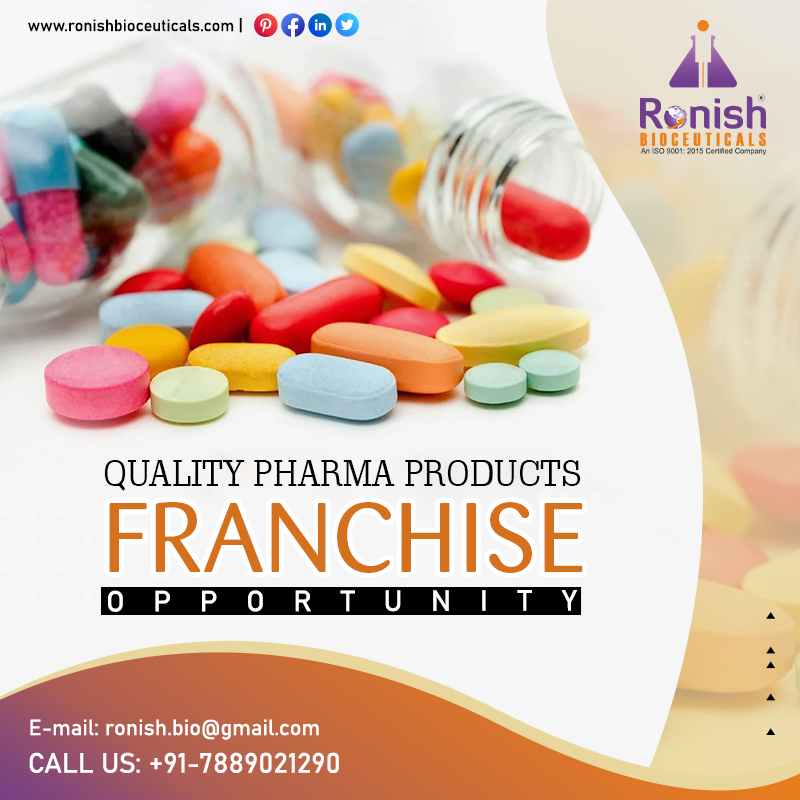 www.ronishbioceuticals.com |
Ronish®
BIOCEUTICALS
An ISO 9001: 2015 Certified Company
QUALITY PHARMA PRODUCTS
FRANCHISE
OPPORTUNITY
E-mail: ronish.bio@gmail.com
CALL US: +91-7889021290